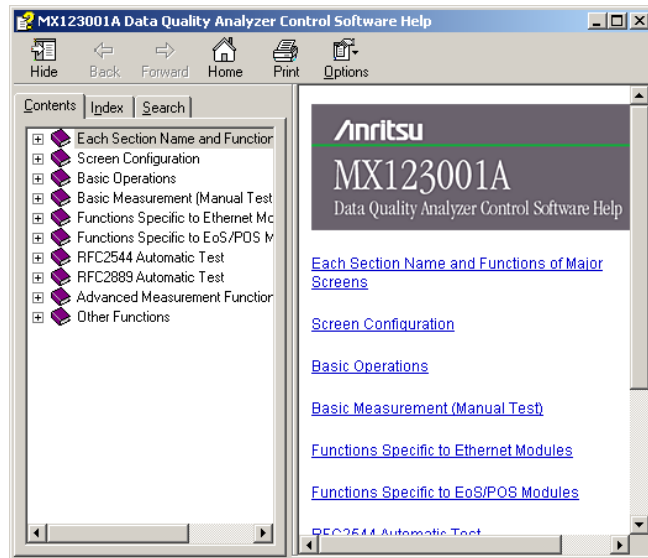 MX123001A Data Quality Analyzer Control Software Help
Hide Back Forward Home Print Options
Contents Index Search
Each Section Name and Function
Screen Configuration
Basic Operations
Basic Measurement (Manual Test
Functions Specific to Ethernet Mo
Functions Specific to EoS/POS M
RFC2544 Automatic Test
RFC2889 Automatic Test
Advanced Measurement Function
Other Functions
Anritsu
MX123001A
Data Quality Analyzer Control Software Help
Each Section Name and Functions of Major
Screens
Screen Configuration
Basic Operations
Basic Measurement (Manual Test)
Functions Specific to Ethernet Modules
Functions Specific to EoS/POS Modules
RFC2544 Automatic Test